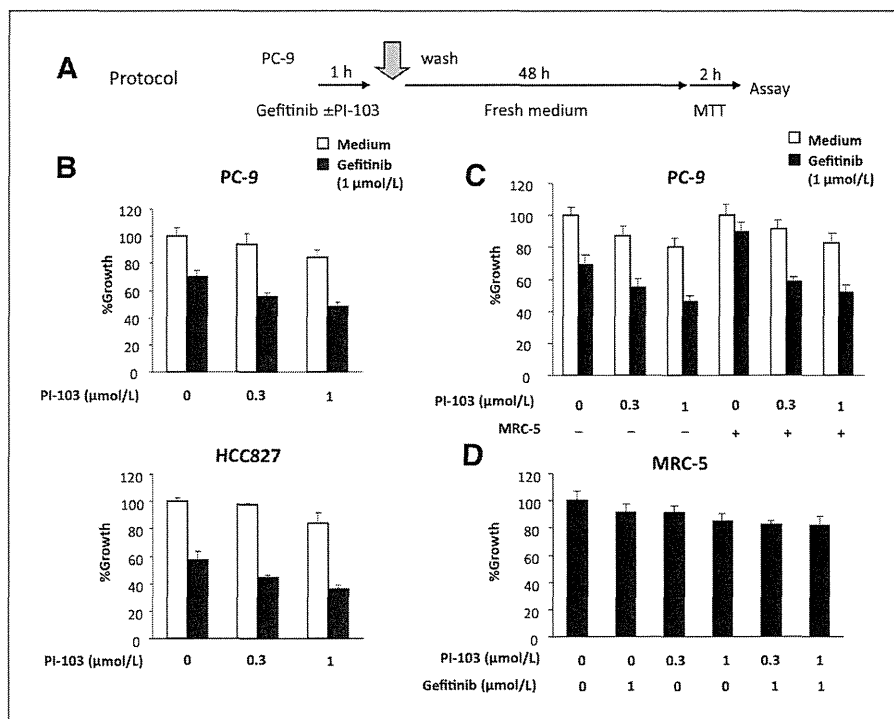 A
Protocol
PC-9
1 h
wash
48 h
2 h
Assay
Gefitinib ±PI-103
Fresh medium
MTT
B
Medium
Gefitinib
(1 μmol/L)
PC-9
%Growth
120
100
80
60
40
20
0
PI-103 (μmol/L)
0
0.3
1
HCC827
%Growth
120
100
80
60
40
20
0
PI-103 (μmol/L)
0
0.3
1
C
Medium
Gefitinib
(1 μmol/L)
PC-9
%Growth
120
100
80
60
40
20
0
PI-103 (μmol/L)
0 0.3 1 0 0.3 1
MRC-5
– – – + + +
D
MRC-5
%Growth
120
100
80
60
40
20
0
PI-103 (μmol/L)
0 0 0.3 1 0.3 1
Gefitinib (μmol/L)
0 1 0 0 1 1